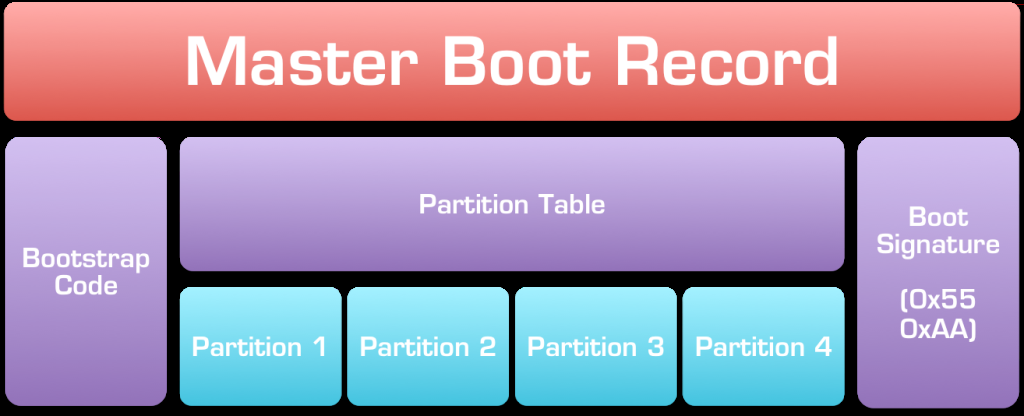 Master Boot Record
Bootstrap
Code
Partition Table
Partition 1
Partition 2
Partition 3
Partition 4
Boot
Signature
(0x55
0xAA)